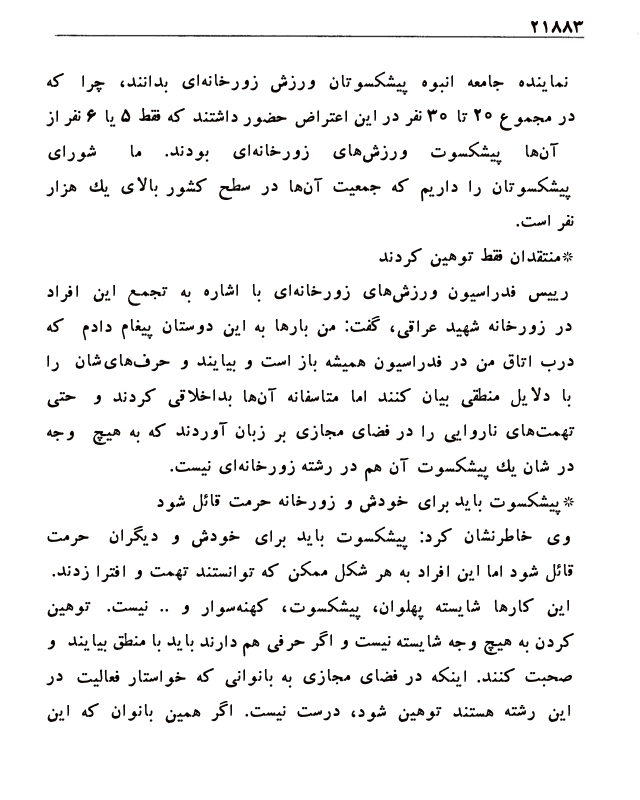 ۲۱۸۸۳
نماینده جامعه انبوه پیشکسوتان ورزش زورخانه‌ای بدانند، چرا که
در مجموع ۲۰ تا ۳۰ نفر در این اعتراض حضور داشتند که فقط ۵ یا ۶ نفر از
آن‌ها پیشکسوت ورزش‌های زورخانه‌ای بودند. ما شورای
پیشکسوتان را داریم که جمعیت آن‌ها در سطح کشور بالای یك هزار
نفر است.
*منتقدان فقط توهین کردند
رییس فدراسیون ورزش‌های زورخانه‌ای با اشاره به تجمع این افراد
در زورخانه شهید عراقی، گفت: من بارها به این دوستان پیغام دادم که
درب اتاق من در فدراسیون همیشه باز است و بیایند و حرف‌های‌شان را
با دلایل منطقی بیان کنند اما متاسفانه آن‌ها بداخلاقی کردند و حتی
تهمت‌های ناروایی را در فضای مجازی بر زبان آوردند که به هیچ وجه
در شان یك پیشکسوت آن هم در رشته زورخانه‌ای نیست.
*پیشکسوت باید برای خودش و زورخانه حرمت قائل شود
وی خاطرنشان کرد: پیشکسوت باید برای خودش و دیگران حرمت
قائل شود اما این افراد به هر شکل ممکن که توانستند تهمت و افترا زدند.
این کارها شایسته پهلوان، پیشکسوت، کهنه‌سوار و .. نیست. توهین
کردن به هیچ وجه شایسته نیست و اگر حرفی هم دارند باید با منطق بیایند و
صحبت کنند. اینکه در فضای مجازی به بانوانی که خواستار فعالیت در
این رشته هستند توهین شود، درست نیست. اگر همین بانوان که این